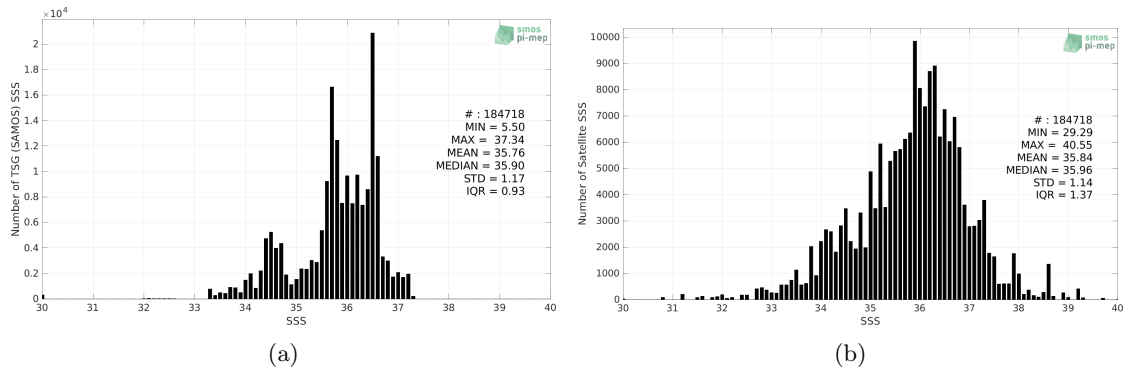 ×10⁴
2
1.8
1.6
1.4
1.2
1
0.8
0.6
0.4
0.2
0
Number of TSG (SAMOS) SSS
smos
pi-mep
# : 184718
MIN = 5.50
MAX = 37.34
MEAN = 35.76
MEDIAN = 35.90
STD = 1.17
IQR = 0.93
30 31 32 33 34 35 36 37 38 39 40
SSS
(a)
10000
9000
8000
7000
6000
5000
4000
3000
2000
1000
0
Number of Satellite SSS
smos
pi-mep
# : 184718
MIN = 29.29
MAX = 40.55
MEAN = 35.84
MEDIAN = 35.96
STD = 1.14
IQR = 1.37
30 31 32 33 34 35 36 37 38 39 40
SSS
(b)